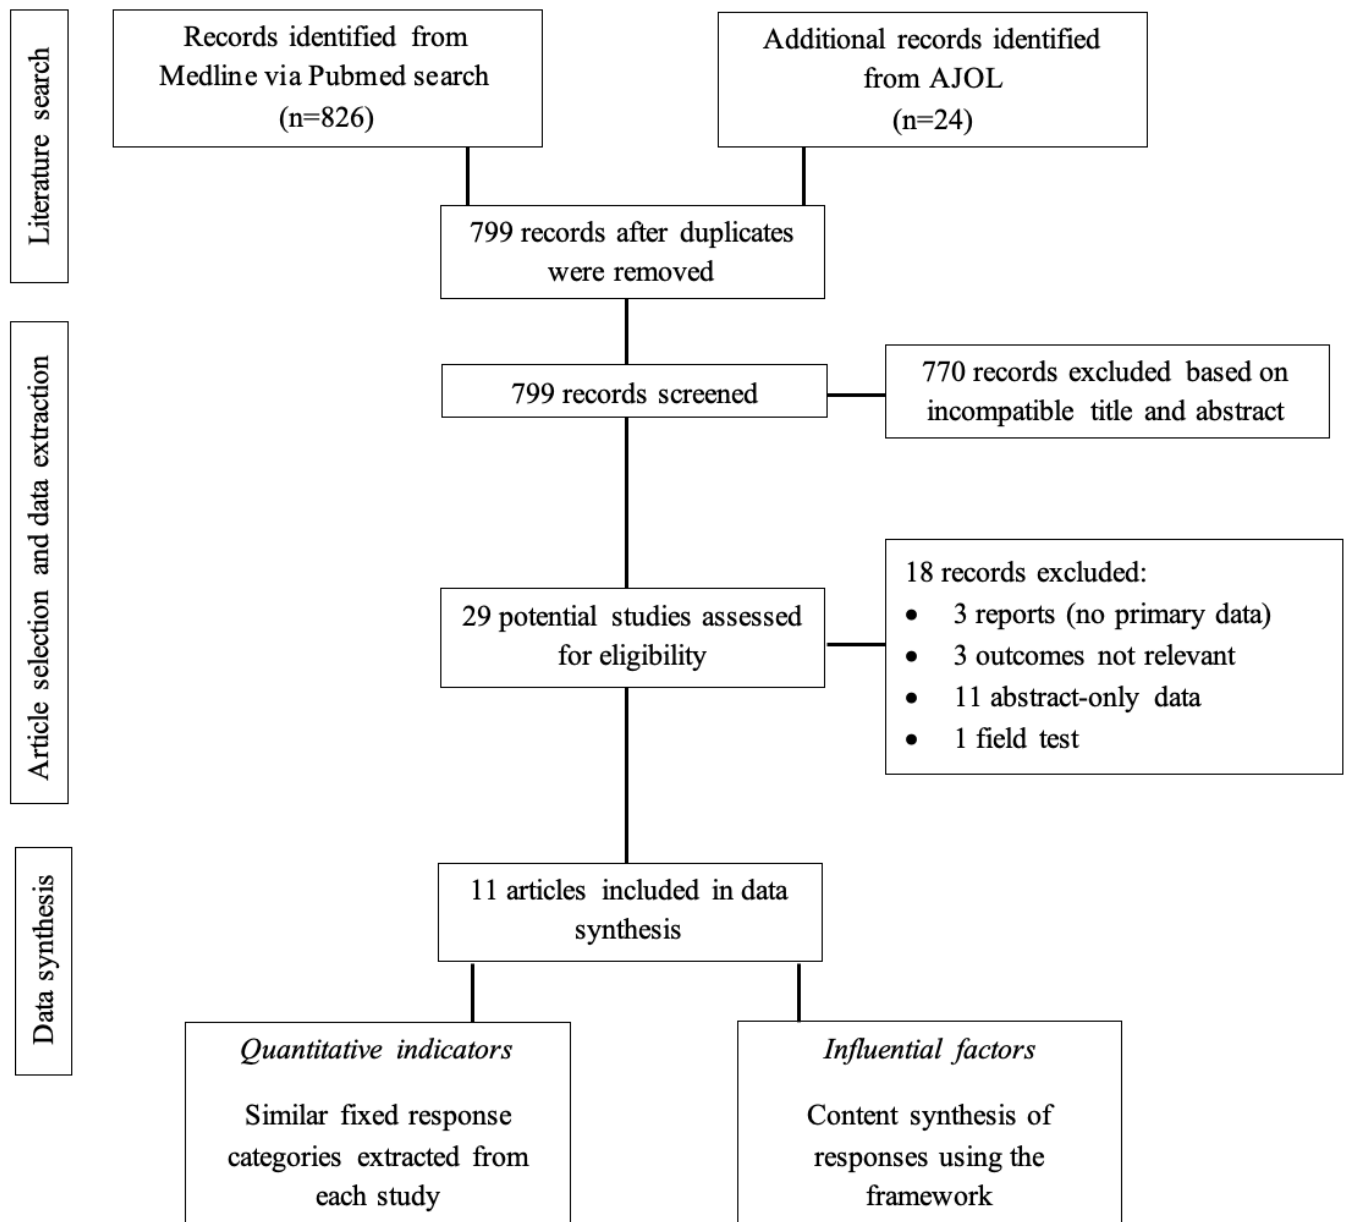 Literature search
Records identified from
Medline via Pubmed search
(n=826)
Additional records identified
from AJOL
(n=24)
799 records after duplicates
were removed
Article selection and data extraction
799 records screened
770 records excluded based on
incompatible title and abstract
29 potential studies assessed
for eligibility
18 records excluded:
• 3 reports (no primary data)
• 3 outcomes not relevant
• 11 abstract-only data
• 1 field test
Data synthesis
11 articles included in data
synthesis
Quantitative indicators
Similar fixed response
categories extracted from
each study
Influential factors
Content synthesis of
responses using the
framework